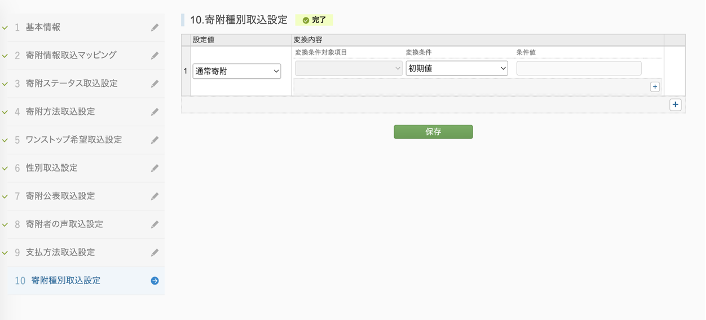 1 基本情報
2 寄附情報取込マッピング
3 寄附ステータス取込設定
4 寄附方法取込設定
5 ワンストップ希望取込設定
6 性別取込設定
7 寄附公表取込設定
8 寄附者の声取込設定
9 支払方法取込設定
10 寄附種別取込設定
10.寄附種別取込設定 完了
設定値 変換内容
変換条件対象項目 変換条件 条件値
1 通常寄附 初期値
+
+
保存